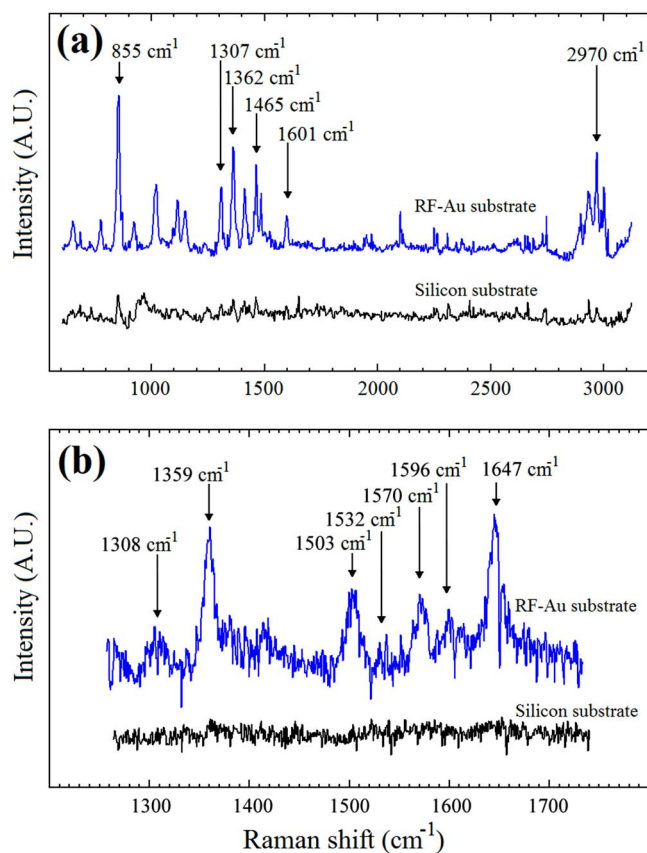 (a)
855 cm-1
1307 cm-1
1362 cm-1
1465 cm-1
1601 cm-1
2970 cm-1
RF-Au substrate
Silicon substrate
Intensity (A.U.)
1000
1500
2000
2500
3000
(b)
1359 cm-1
1308 cm-1
1503 cm-1
1532 cm-1
1570 cm-1
1596 cm-1
1647 cm-1
RF-Au substrate
Silicon substrate
Intensity (A.U.)
1300
1400
1500
1600
1700
Raman shift (cm-1)